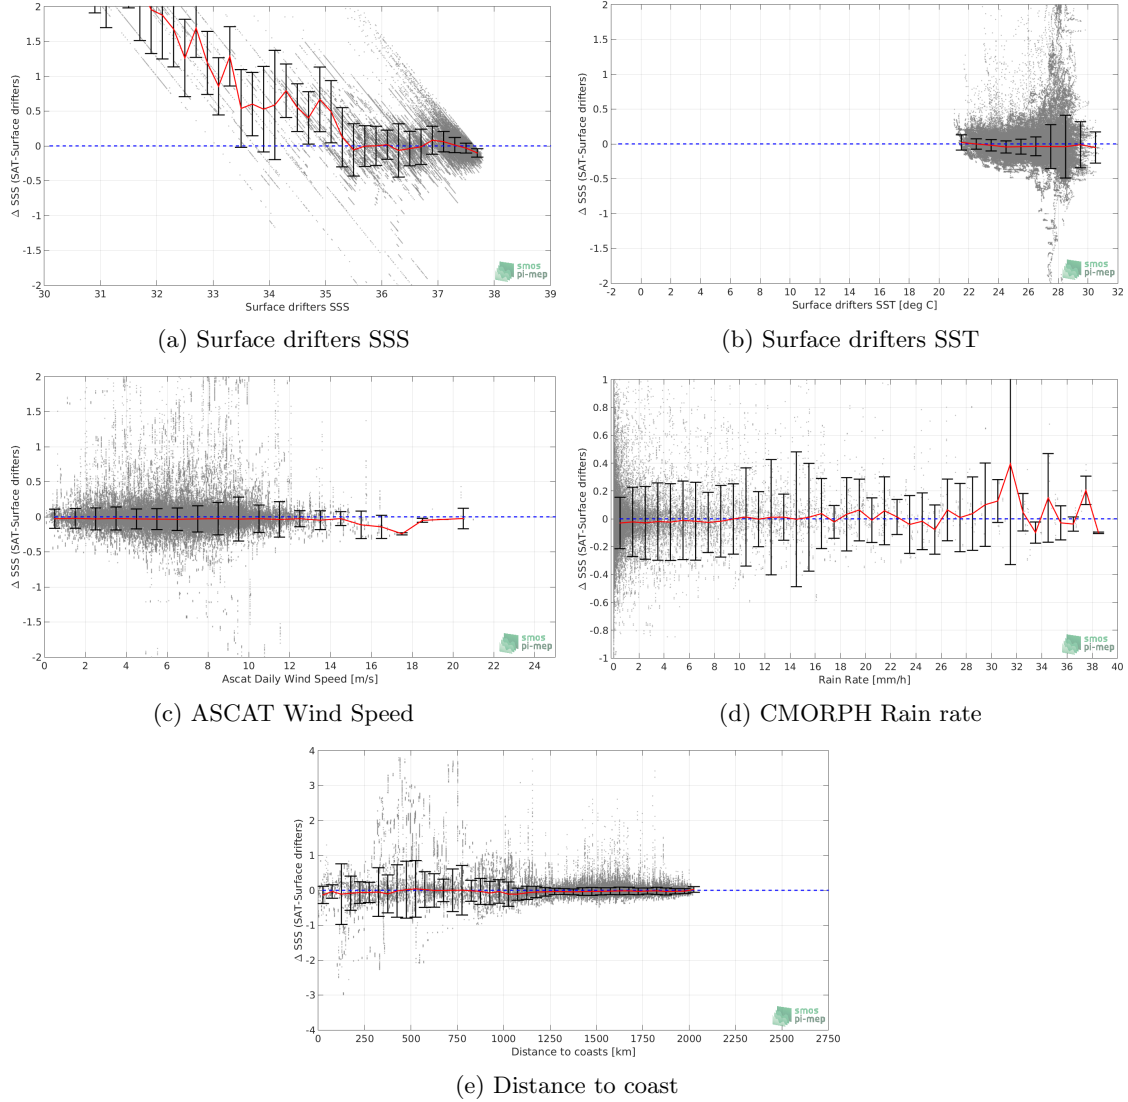 2
1.5
1
0.5
0
-0.5
-1
-1.5
-2
Δ SSS (SAT-Surface drifters)
30 31 32 33 34 35 36 37 38 39
Surface drifters SSS
smos
pi-mep
(a) Surface drifters SSS
2
1.5
1
0.5
0
-0.5
-1
-1.5
-2
Δ SSS (SAT-Surface drifters)
-2 0 2 4 6 8 10 12 14 16 18 20 22 24 26 28 30 32
Surface drifters SST [deg C]
smos
pi-mep
(b) Surface drifters SST
2
1.5
1
0.5
0
-0.5
-1
-1.5
-2
Δ SSS (SAT-Surface drifters)
0 2 4 6 8 10 12 14 16 18 20 22 24
Ascat Daily Wind Speed [m/s]
smos
pi-mep
(c) ASCAT Wind Speed
1
0.8
0.6
0.4
0.2
0
-0.2
-0.4
-0.6
-0.8
-1
Δ SSS (SAT-Surface drifters)
0 2 4 6 8 10 12 14 16 18 20 22 24 26 28 30 32 34 36 38 40
Rain Rate [mm/h]
smos
pi-mep
(d) CMORPH Rain rate
4
3
2
1
0
-1
-2
-3
-4
Δ SSS (SAT-Surface drifters)
0 250 500 750 1000 1250 1500 1750 2000 2250 2500 2750
Distance to coasts [km]
smos
pi-mep
(e) Distance to coast